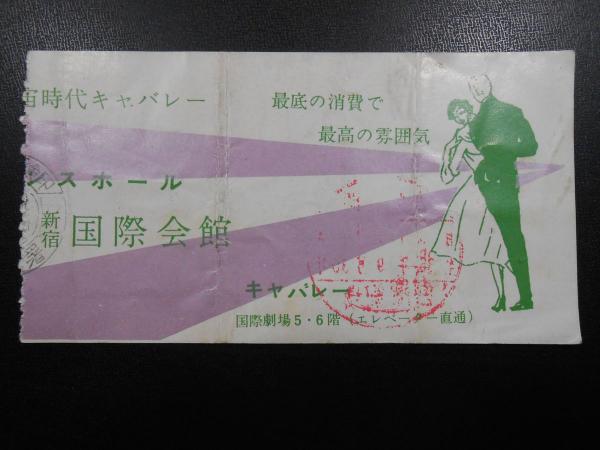 宙時代キャバレー
最底の消費で
最高の雰囲気
ンスホール
新宿
国際会館
キャバレー
国際劇場5・6階(エレベーター直通)